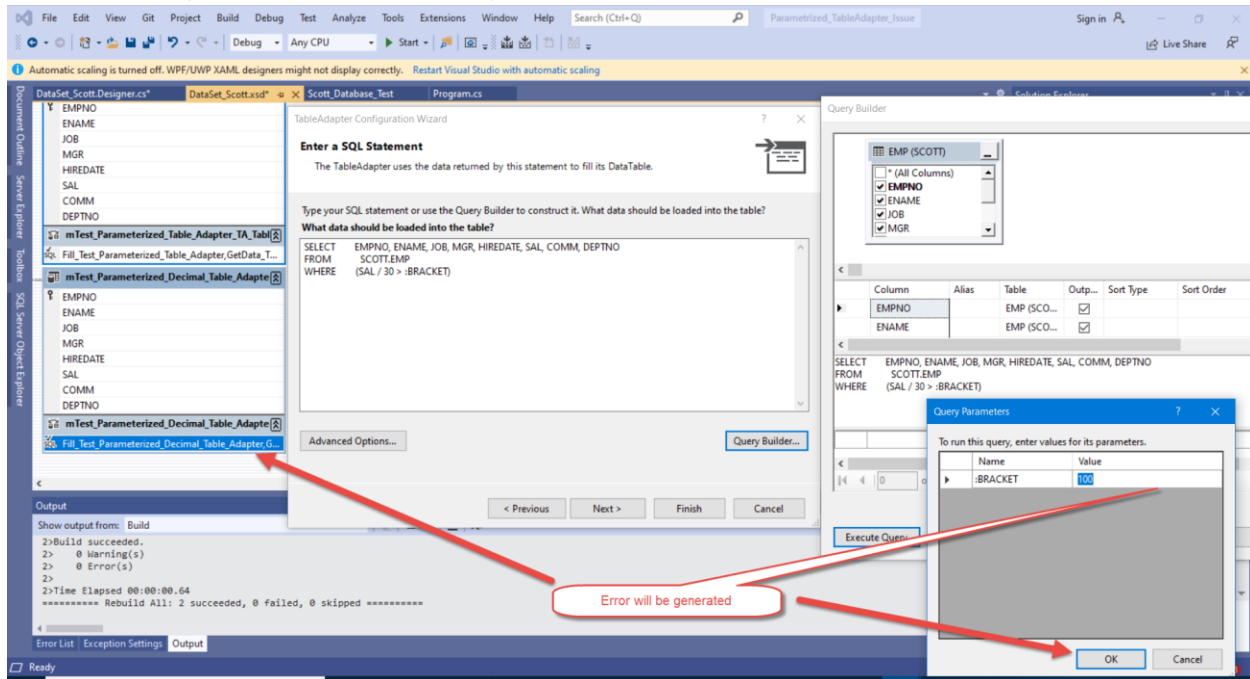 File Edit View Git Project Build Debug Test Analyze Tools Extensions Window Help Search (Ctrl+Q) Parametrized_TableAdapter_Issue Sign in
Debug Any CPU Start Live Share
Automatic scaling is turned off. WPF/UWP XAML designers might not display correctly. Restart Visual Studio with automatic scaling
Document Outline
Server Explorer
Toolbox
SQL Server Object Explorer
DataSet_Scott.Designer.cs* DataSet_Scott.xsd* Scott_Database_Test Program.cs Solution Explorer
EMPNO
ENAME
JOB
MGR
HIREDATE
SAL
COMM
DEPTNO
mTest_Parameterized_Table_Adapter_TA_Tabl
Fill_Test_Parameterized_Table_Adapter,GetData_T...
mTest_Parameterized_Decimal_Table_Adapte
EMPNO
ENAME
JOB
MGR
HIREDATE
SAL
COMM
DEPTNO
mTest_Parameterized_Decimal_Table_Adapte
Fill_Test_Parameterized_Decimal_Table_Adapter,G...
TableAdapter Configuration Wizard ? ×
Enter a SQL Statement
The TableAdapter uses the data returned by this statement to fill its DataTable.
Type your SQL statement or use the Query Builder to construct it. What data should be loaded into the table?
What data should be loaded into the table?
SELECT EMPNO, ENAME, JOB, MGR, HIREDATE, SAL, COMM, DEPTNO
FROM SCOTT.EMP
WHERE (SAL / 30 > :BRACKET)
Advanced Options... Query Builder...
< Previous Next > Finish Cancel
Query Builder
EMP (SCOTT)
* (All Columns)
EMPNO
ENAME
JOB
MGR
Column Alias Table Outp... Sort Type Sort Order
EMPNO EMP (SCO...
ENAME EMP (SCO...
SELECT EMPNO, ENAME, JOB, MGR, HIREDATE, SAL, COMM, DEPTNO
FROM SCOTT.EMP
WHERE (SAL / 30 > :BRACKET)
0
Execute Query
Query Parameters ? ×
To run this query, enter values for its parameters.
Name Value
:BRACKET 100
OK Cancel
Error will be generated
Output
Show output from: Build
2>Build succeeded.
2> 0 Warning(s)
2> 0 Error(s)
2>
2>Time Elapsed 00:00:00.64
========== Rebuild All: 2 succeeded, 0 failed, 0 skipped ==========
Error List Exception Settings Output
Ready